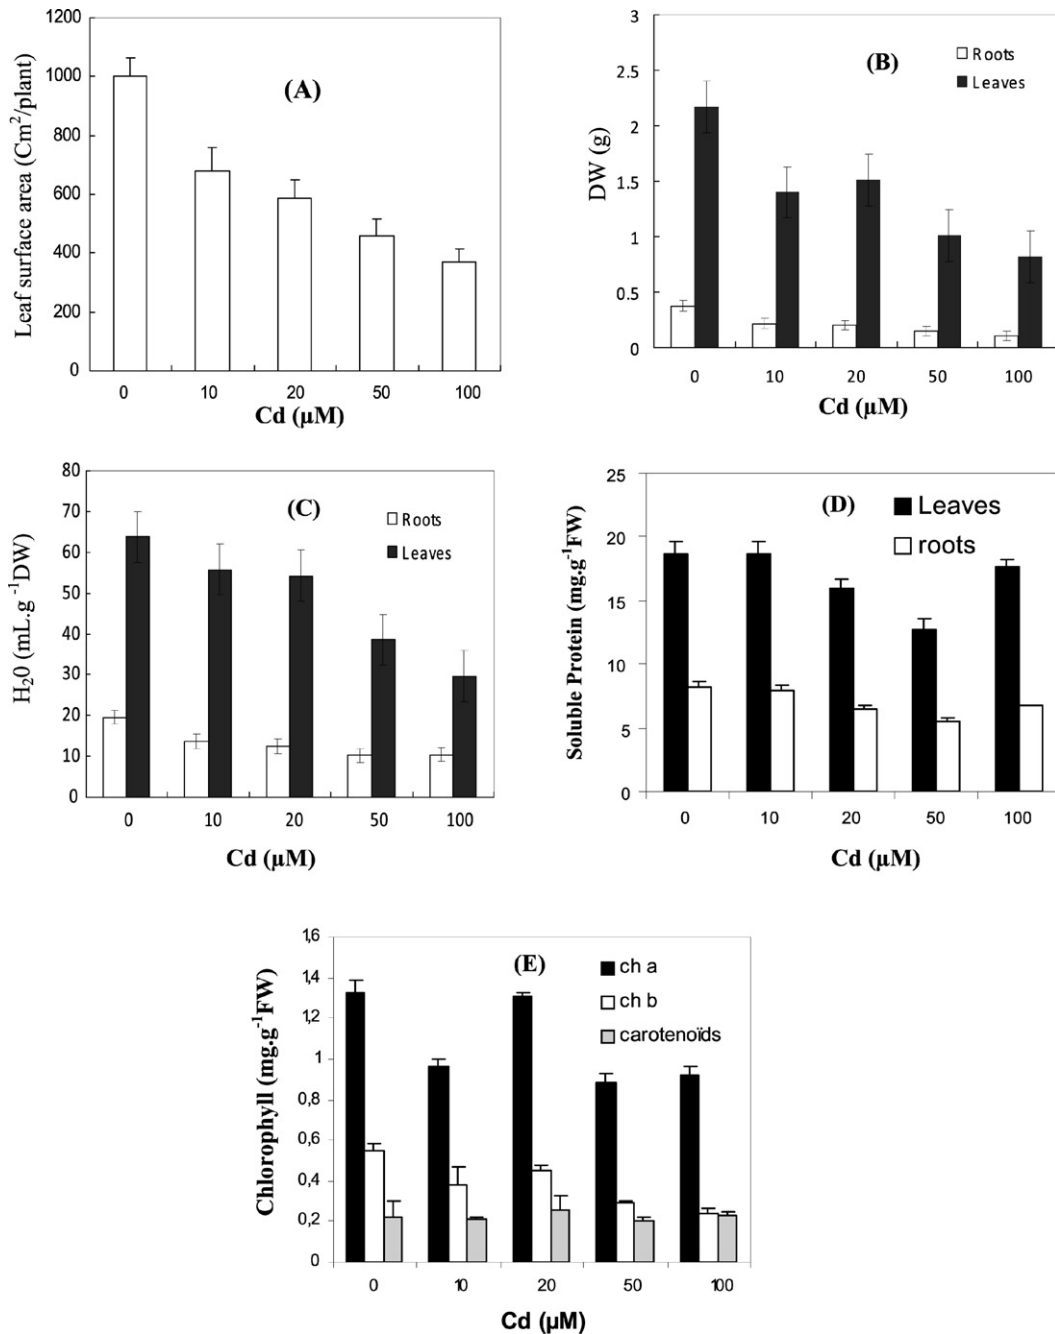 (A)
Leaf surface area (Cm²/plant)
1200
1000
800
600
400
200
0
0 10 20 50 100
Cd (µM)
(B)
Roots
Leaves
DW (g)
3
2.5
2
1.5
1
0.5
0
0 10 20 50 100
Cd (µM)
(C)
Roots
Leaves
H₂0 (mL.g ⁻¹DW)
80
70
60
50
40
30
20
10
0
0 10 20 50 100
Cd (µM)
(D)
Leaves
roots
Soluble Protein (mg.g⁻¹FW)
25
20
15
10
5
0
0 10 20 50 100
Cd (µM)
(E)
ch a
ch b
carotenoïds
Chlorophyll (mg.g⁻¹FW)
1,6
1,4
1,2
1
0,8
0,6
0,4
0,2
0
0 10 20 50 100
Cd (µM)